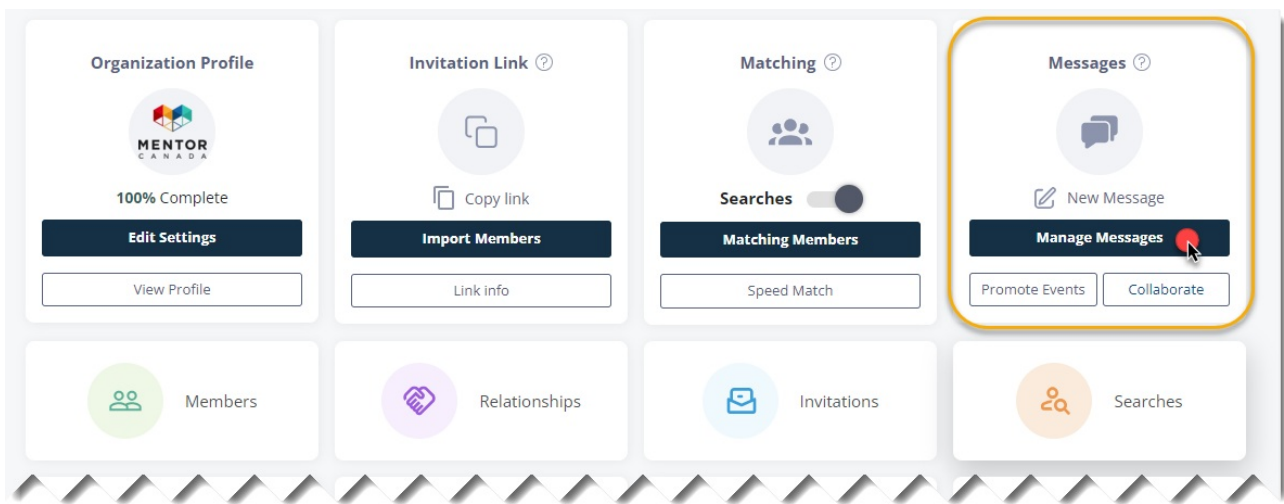 Organization Profile
MENTOR
CANADA
100% Complete
Edit Settings
View Profile
Invitation Link ?
Copy link
Import Members
Link info
Matching ?
Searches
Matching Members
Speed Match
Messages ?
New Message
Manage Messages
Promote Events
Collaborate
Members
Relationships
Invitations
Searches